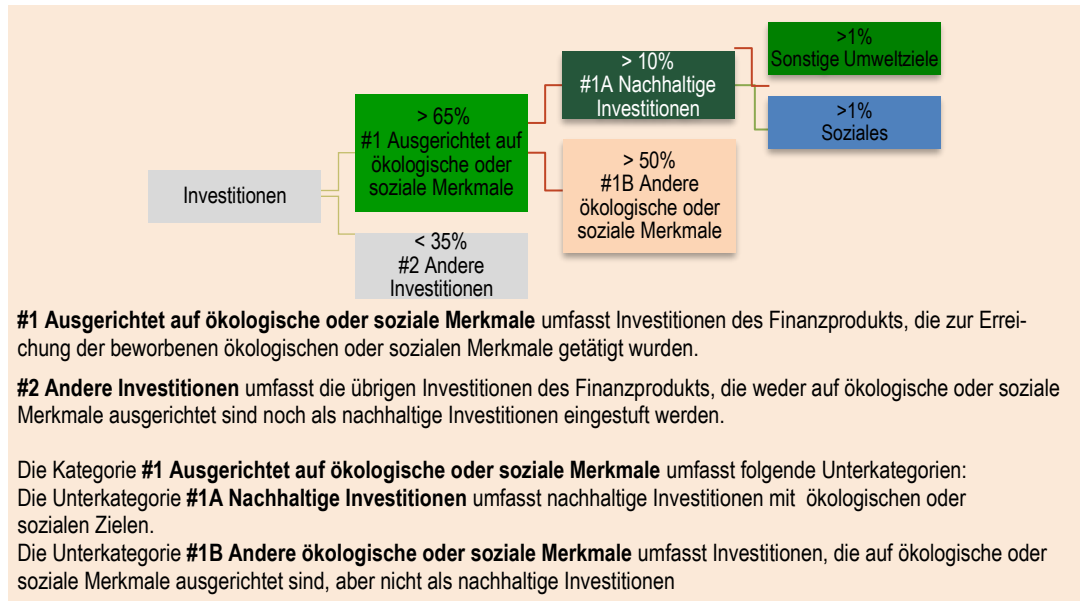 Investitionen
> 65%
#1 Ausgerichtet auf
ökologische oder
soziale Merkmale
< 35%
#2 Andere
Investitionen
> 10%
#1A Nachhaltige
Investitionen
> 50%
#1B Andere
ökologische oder
soziale Merkmale
>1%
Sonstige Umweltziele
>1%
Soziales
#1 Ausgerichtet auf ökologische oder soziale Merkmale umfasst Investitionen des Finanzprodukts, die zur Errei-
chung der beworbenen ökologischen oder sozialen Merkmale getätigt wurden.
#2 Andere Investitionen umfasst die übrigen Investitionen des Finanzprodukts, die weder auf ökologische oder soziale
Merkmale ausgerichtet sind noch als nachhaltige Investitionen eingestuft werden.
Die Kategorie #1 Ausgerichtet auf ökologische oder soziale Merkmale umfasst folgende Unterkategorien:
Die Unterkategorie #1A Nachhaltige Investitionen umfasst nachhaltige Investitionen mit ökologischen oder
sozialen Zielen.
Die Unterkategorie #1B Andere ökologische oder soziale Merkmale umfasst Investitionen, die auf ökologische oder
soziale Merkmale ausgerichtet sind, aber nicht als nachhaltige Investitionen